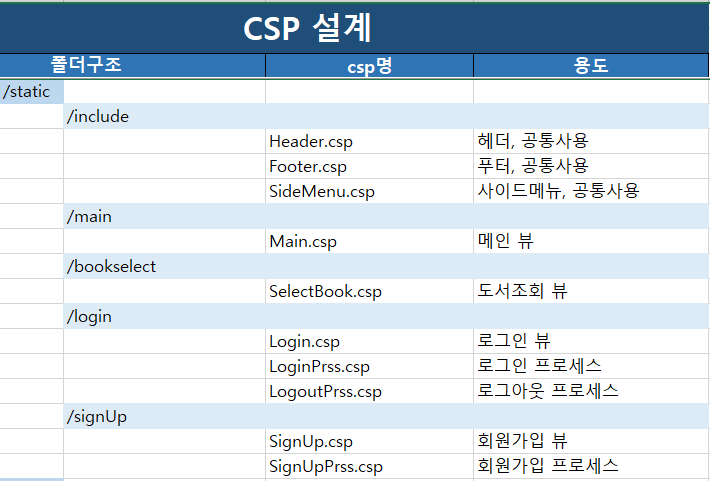 CSP 설계
폴더구조 csp명 용도
/static
/include
Header.csp 헤더, 공통사용
Footer.csp 푸터, 공통사용
SideMenu.csp 사이드메뉴, 공통사용
/main
Main.csp 메인 뷰
/bookselect
SelectBook.csp 도서조회 뷰
/login
Login.csp 로그인 뷰
LoginPrss.csp 로그인 프로세스
LogoutPrss.csp 로그아웃 프로세스
/signUp
SignUp.csp 회원가입 뷰
SignUpPrss.csp 회원가입 프로세스